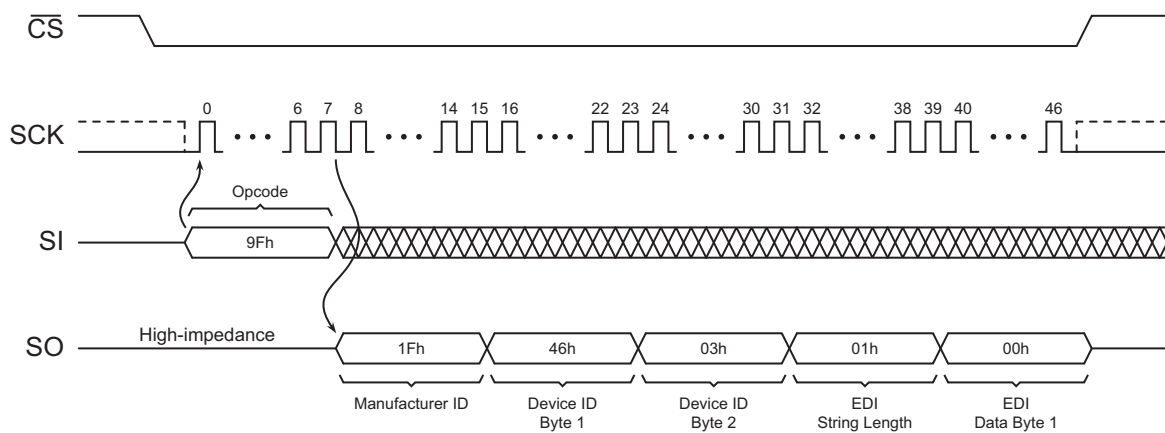 CS
0 6 7 8 14 15 16 22 23 24 30 31 32 38 39 40 46
SCK
Opcode
SI
9Fh
High-impedance
SO
1Fh 46h 03h 01h 00h
Manufacturer ID Device ID Device ID EDI EDI
Byte 1 Byte 2 String Length Data Byte 1